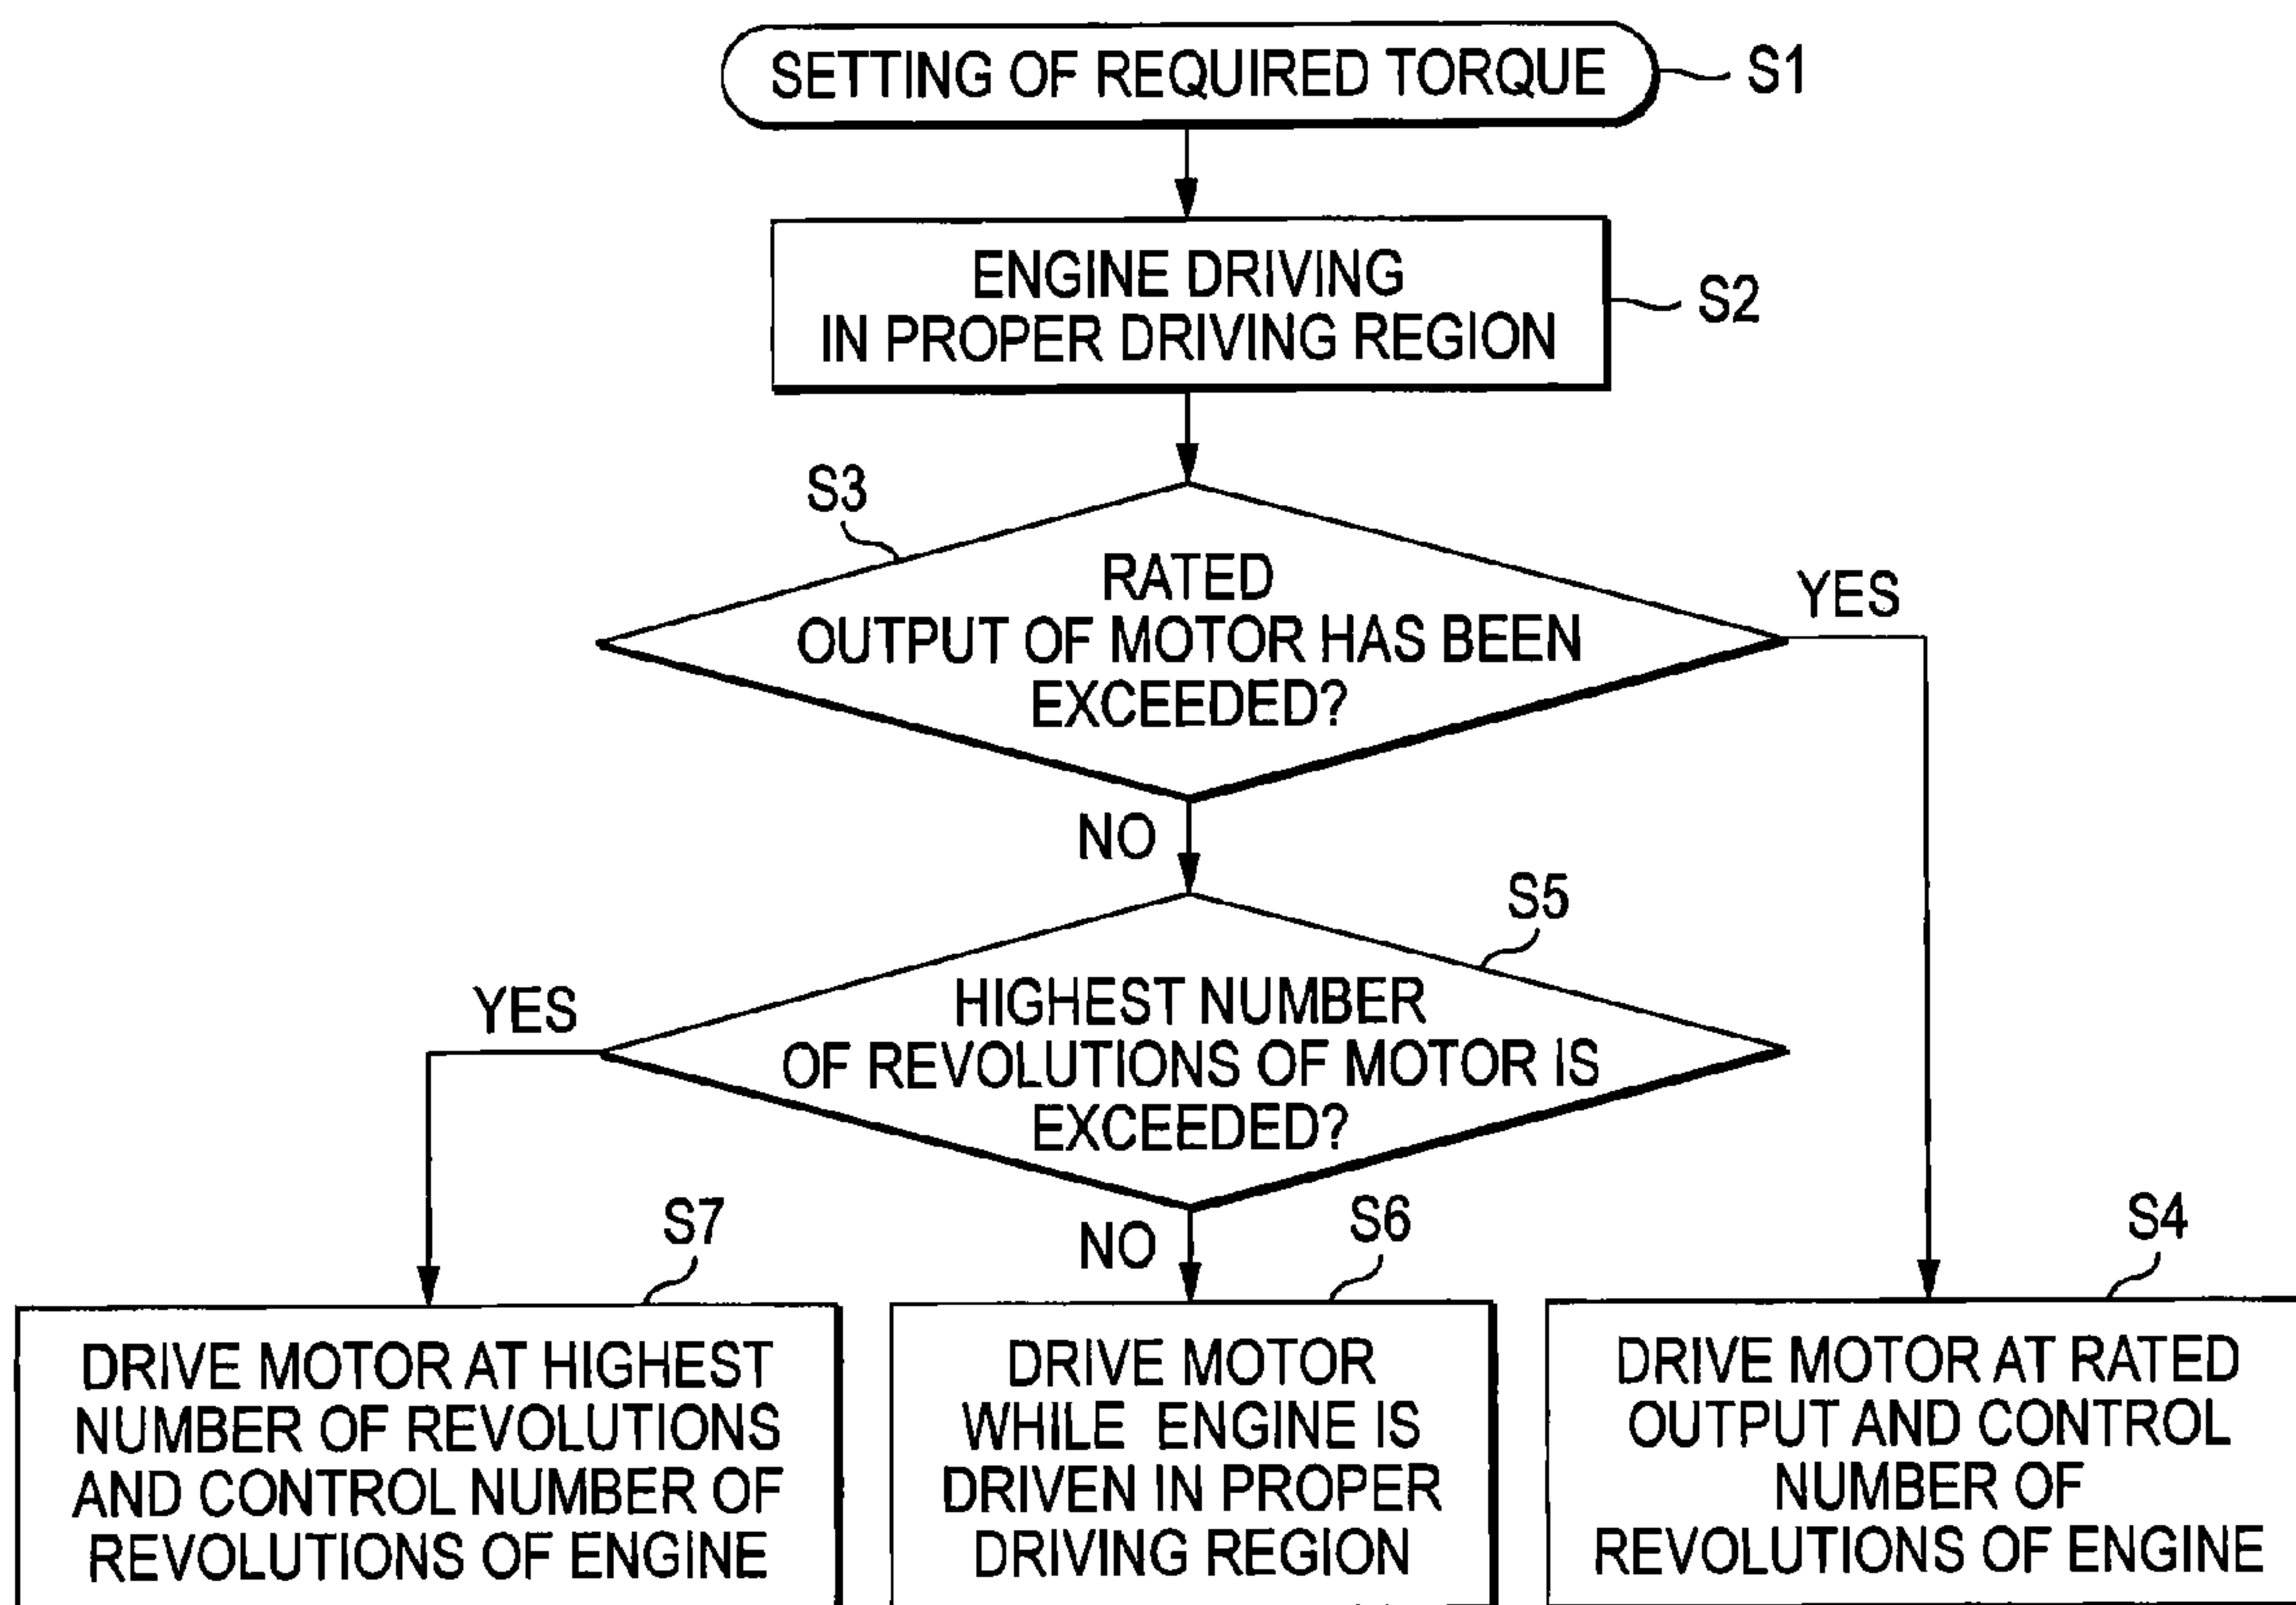 SETTING OF REQUIRED TORQUE
S1
ENGINE DRIVING
IN PROPER DRIVING REGION
S2
S3
RATED
OUTPUT OF MOTOR HAS BEEN
EXCEEDED?
YES
NO
S5
HIGHEST NUMBER
OF REVOLUTIONS OF MOTOR IS
EXCEEDED?
YES
NO
S7
DRIVE MOTOR AT HIGHEST
NUMBER OF REVOLUTIONS
AND CONTROL NUMBER OF
REVOLUTIONS OF ENGINE
S6
DRIVE MOTOR
WHILE ENGINE IS
DRIVEN IN PROPER
DRIVING REGION
S4
DRIVE MOTOR AT RATED
OUTPUT AND CONTROL
NUMBER OF
REVOLUTIONS OF ENGINE